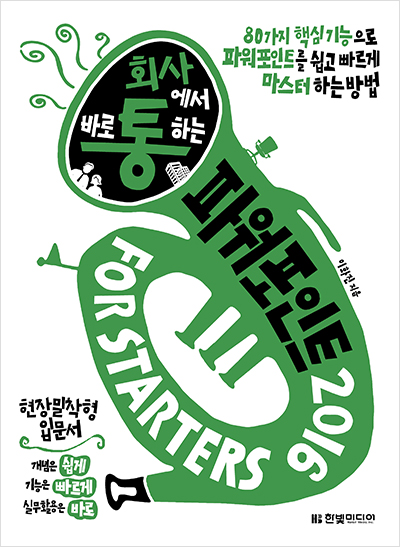 80가지 핵심 기능으로
파워포인트를 쉽고 빠르게
마스터 하는 방법
회사
에서
바로 통 하는
파워포인트 2016
FOR STARTERS
이화진 지음
현장밀착형
입문서
개념은 쉽게
기능은 빠르게
실무활용은 바로
HB 한빛미디어